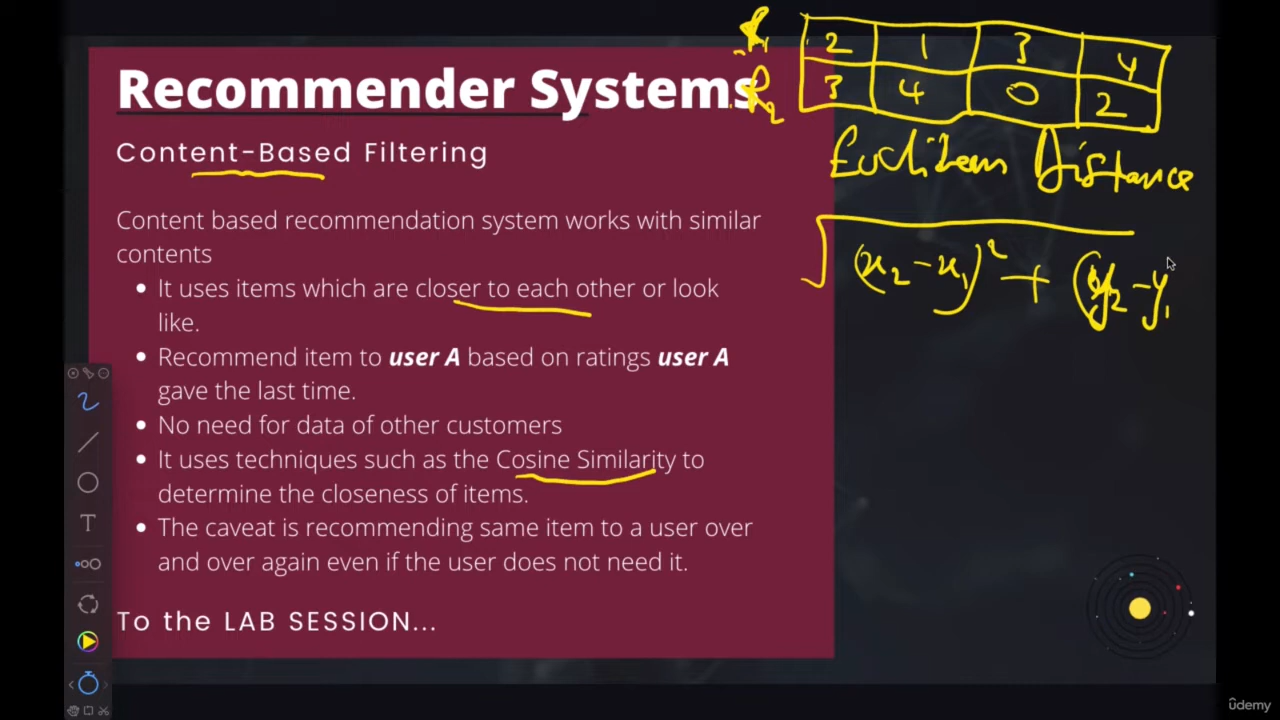 Recommender Systems
Content-Based Filtering
Content based recommendation system works with similar
contents
• It uses items which are closer to each other or look
like.
• Recommend item to user A based on ratings user A
gave the last time.
• No need for data of other customers
• It uses techniques such as the Cosine Similarity to
determine the closeness of items.
• The caveat is recommending same item to a user over
and over again even if the user does not need it.
To the LAB SESSION...
2 1 3 4
R2 3 4 0 2
Distance
√(x2-x1)² + (y2-y1
T
ûdemy